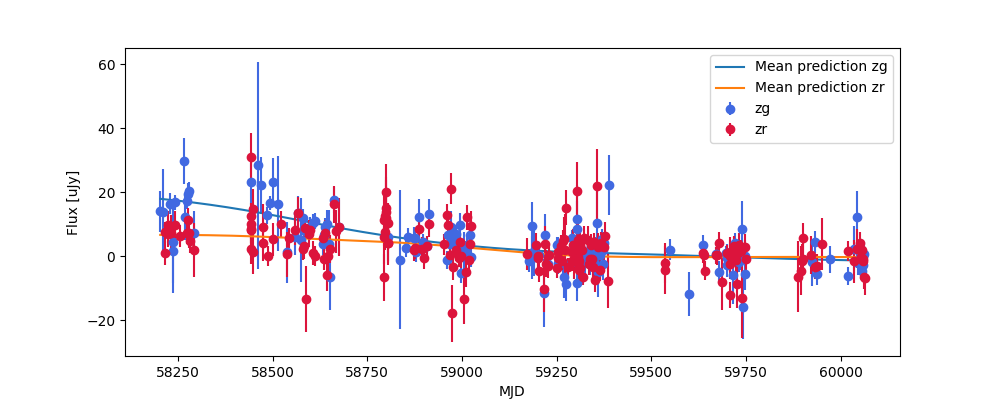 60
40
20
0
−20
Flux [uJy]
58250
58500
58750
59000
59250
59500
59750
60000
MJD
Mean prediction zg
Mean prediction zr
zg
zr